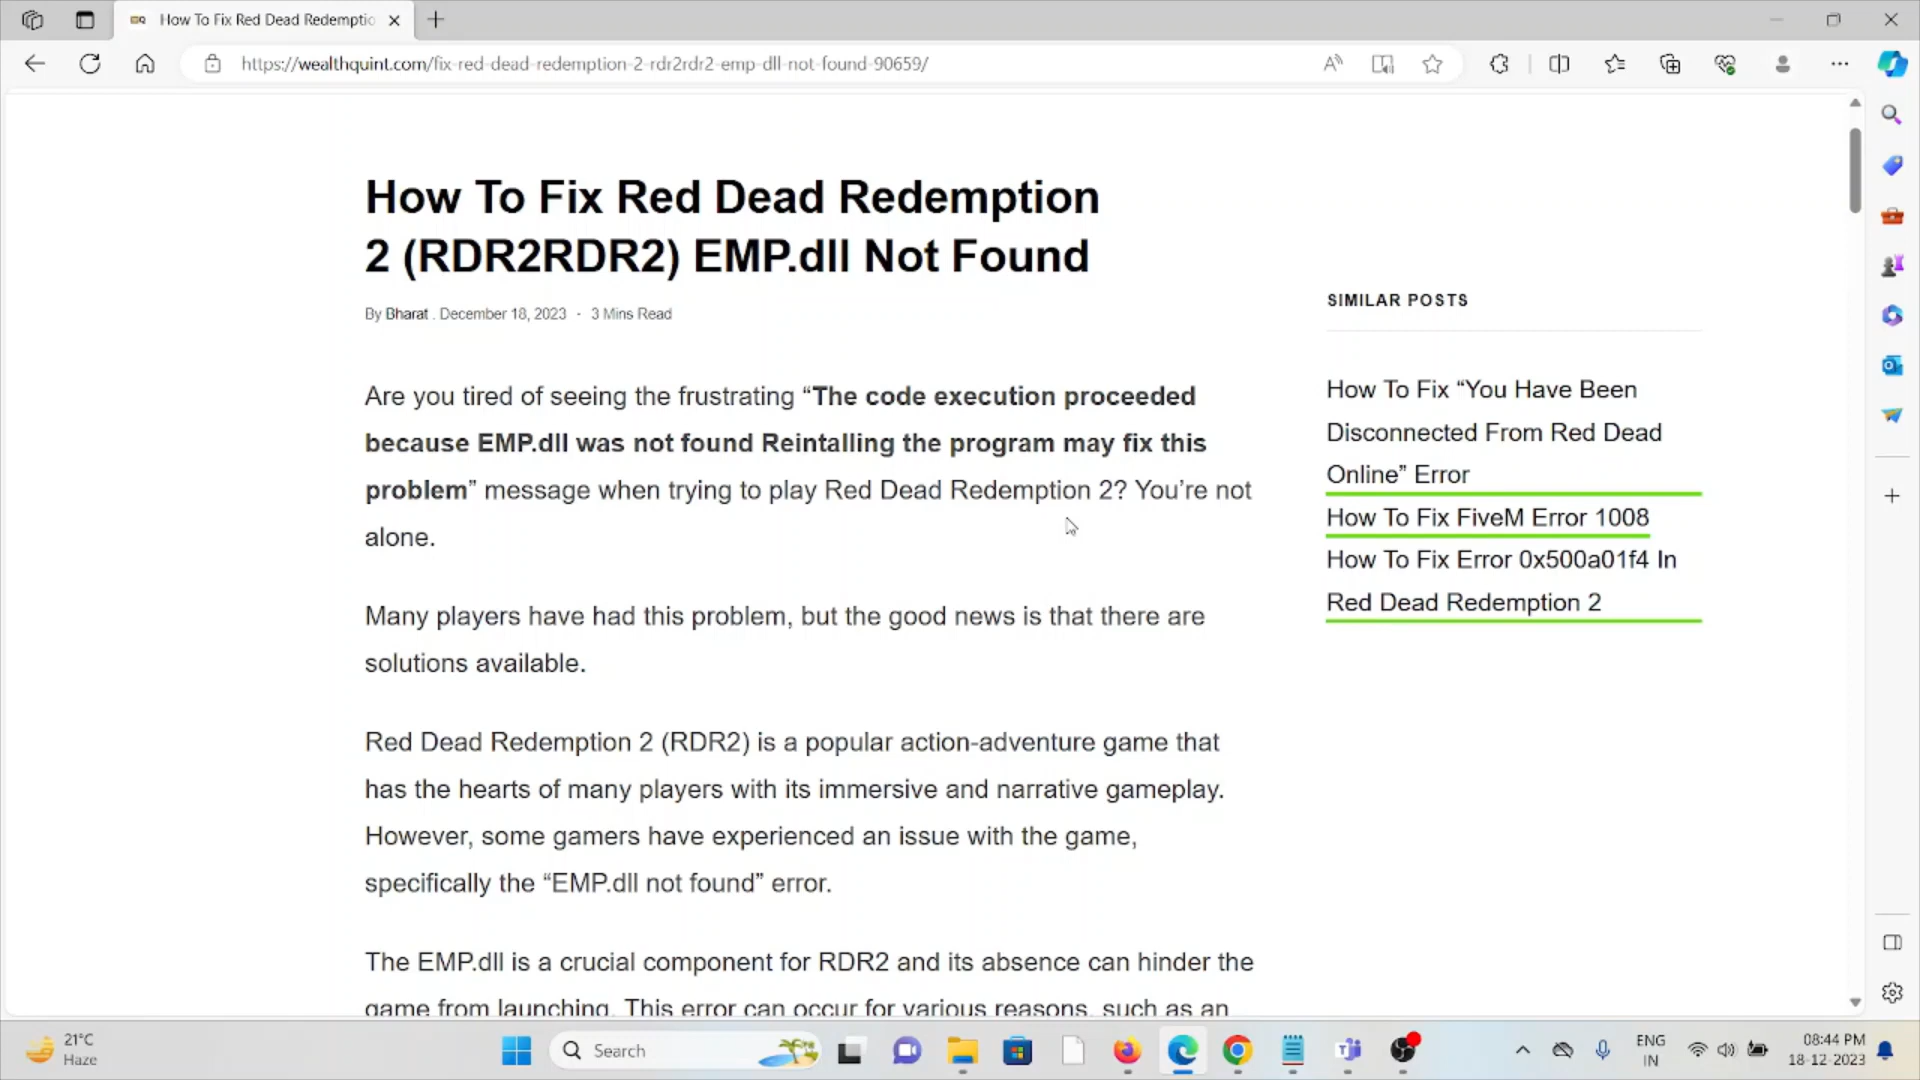 How To Fix Red Dead Redemptio
https://wealthquint.com/fix-red-dead-redemption-2-rdr2rdr2-emp-dll-not-found-90659/
How To Fix Red Dead Redemption
2 (RDR2RDR2) EMP.dll Not Found
By Bharat . December 18, 2023 · 3 Mins Read
Are you tired of seeing the frustrating “The code execution proceeded
because EMP.dll was not found Reintalling the program may fix this
problem” message when trying to play Red Dead Redemption 2? You’re not
alone.
Many players have had this problem, but the good news is that there are
solutions available.
Red Dead Redemption 2 (RDR2) is a popular action-adventure game that
has the hearts of many players with its immersive and narrative gameplay.
However, some gamers have experienced an issue with the game,
specifically the “EMP.dll not found” error.
The EMP.dll is a crucial component for RDR2 and its absence can hinder the
game from launching. This error can occur for various reasons, such as an
SIMILAR POSTS
How To Fix “You Have Been
Disconnected From Red Dead
Online” Error
How To Fix FiveM Error 1008
How To Fix Error 0x500a01f4 In
Red Dead Redemption 2
21°C
Haze
Search
ENG
IN
08:44 PM
18-12-2023